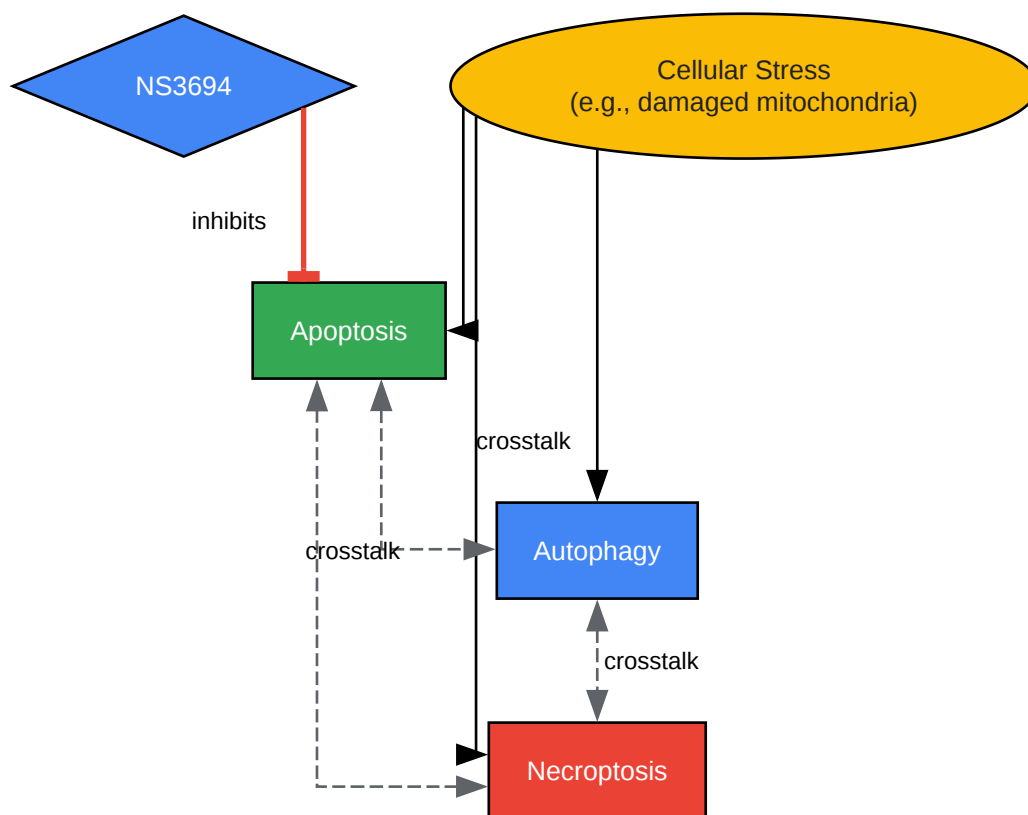 NS3694
Cellular Stress
(e.g., damaged mitochondria)
inhibits
Apoptosis
crosstalk
crosstalk
Autophagy
crosstalk
Necroptosis